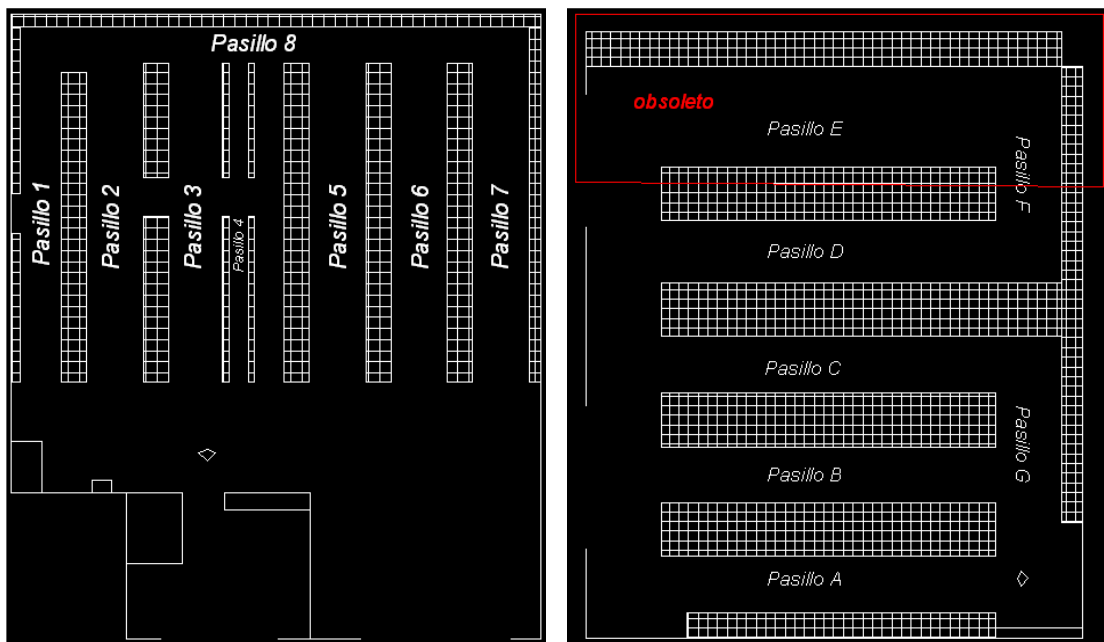 Pasillo 8
Pasillo 1
Pasillo 2
Pasillo 3
Pasillo 4
Pasillo 5
Pasillo 6
Pasillo 7
obsoleto
Pasillo E
Pasillo F
Pasillo D
Pasillo C
Pasillo G
Pasillo B
Pasillo A